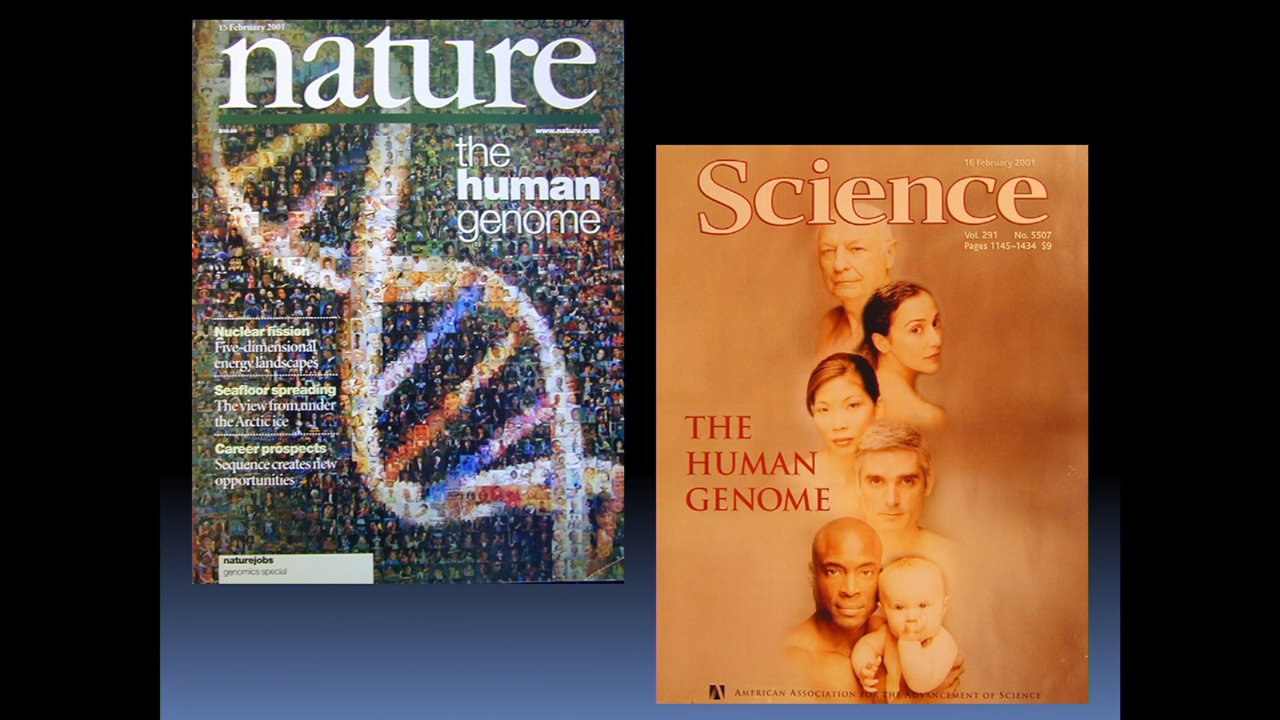 15 February 2001
OLSON
nature
www.nature.com
the
human
genome
Nuclear fission
Five-dimensional
energy landscapes
Seafloor spreading
The view from under
the Arctic ice
Career prospects
Sequence creates new
opportunities
naturejobs
genomics special
16 February 2001
Science
Vol. 291 No. 5507
Pages 1145–1434 $9
THE
HUMAN
GENOME
AMERICAN ASSOCIATION FOR THE ADVANCEMENT OF SCIENCE